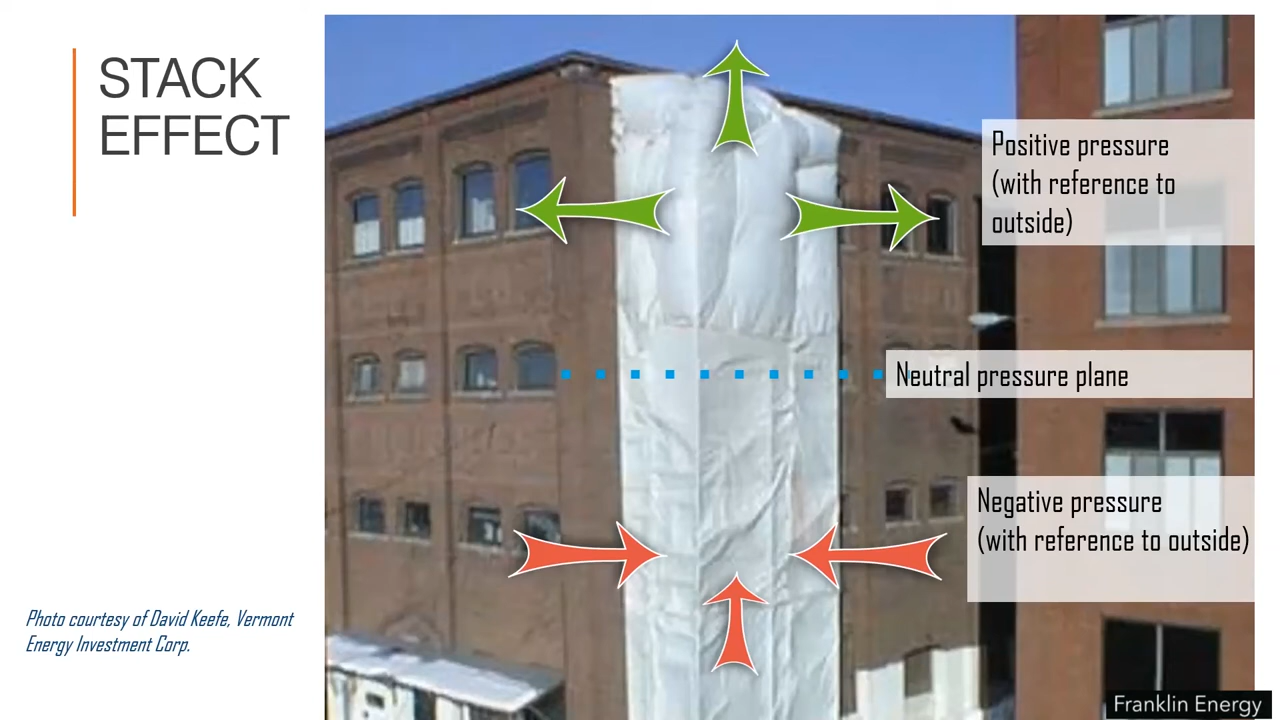 STACK
EFFECT
Positive pressure
(with reference to
outside)
Neutral pressure plane
Negative pressure
(with reference to outside)
Photo courtesy of David Keefe, Vermont
Energy Investment Corp.
Franklin Energy